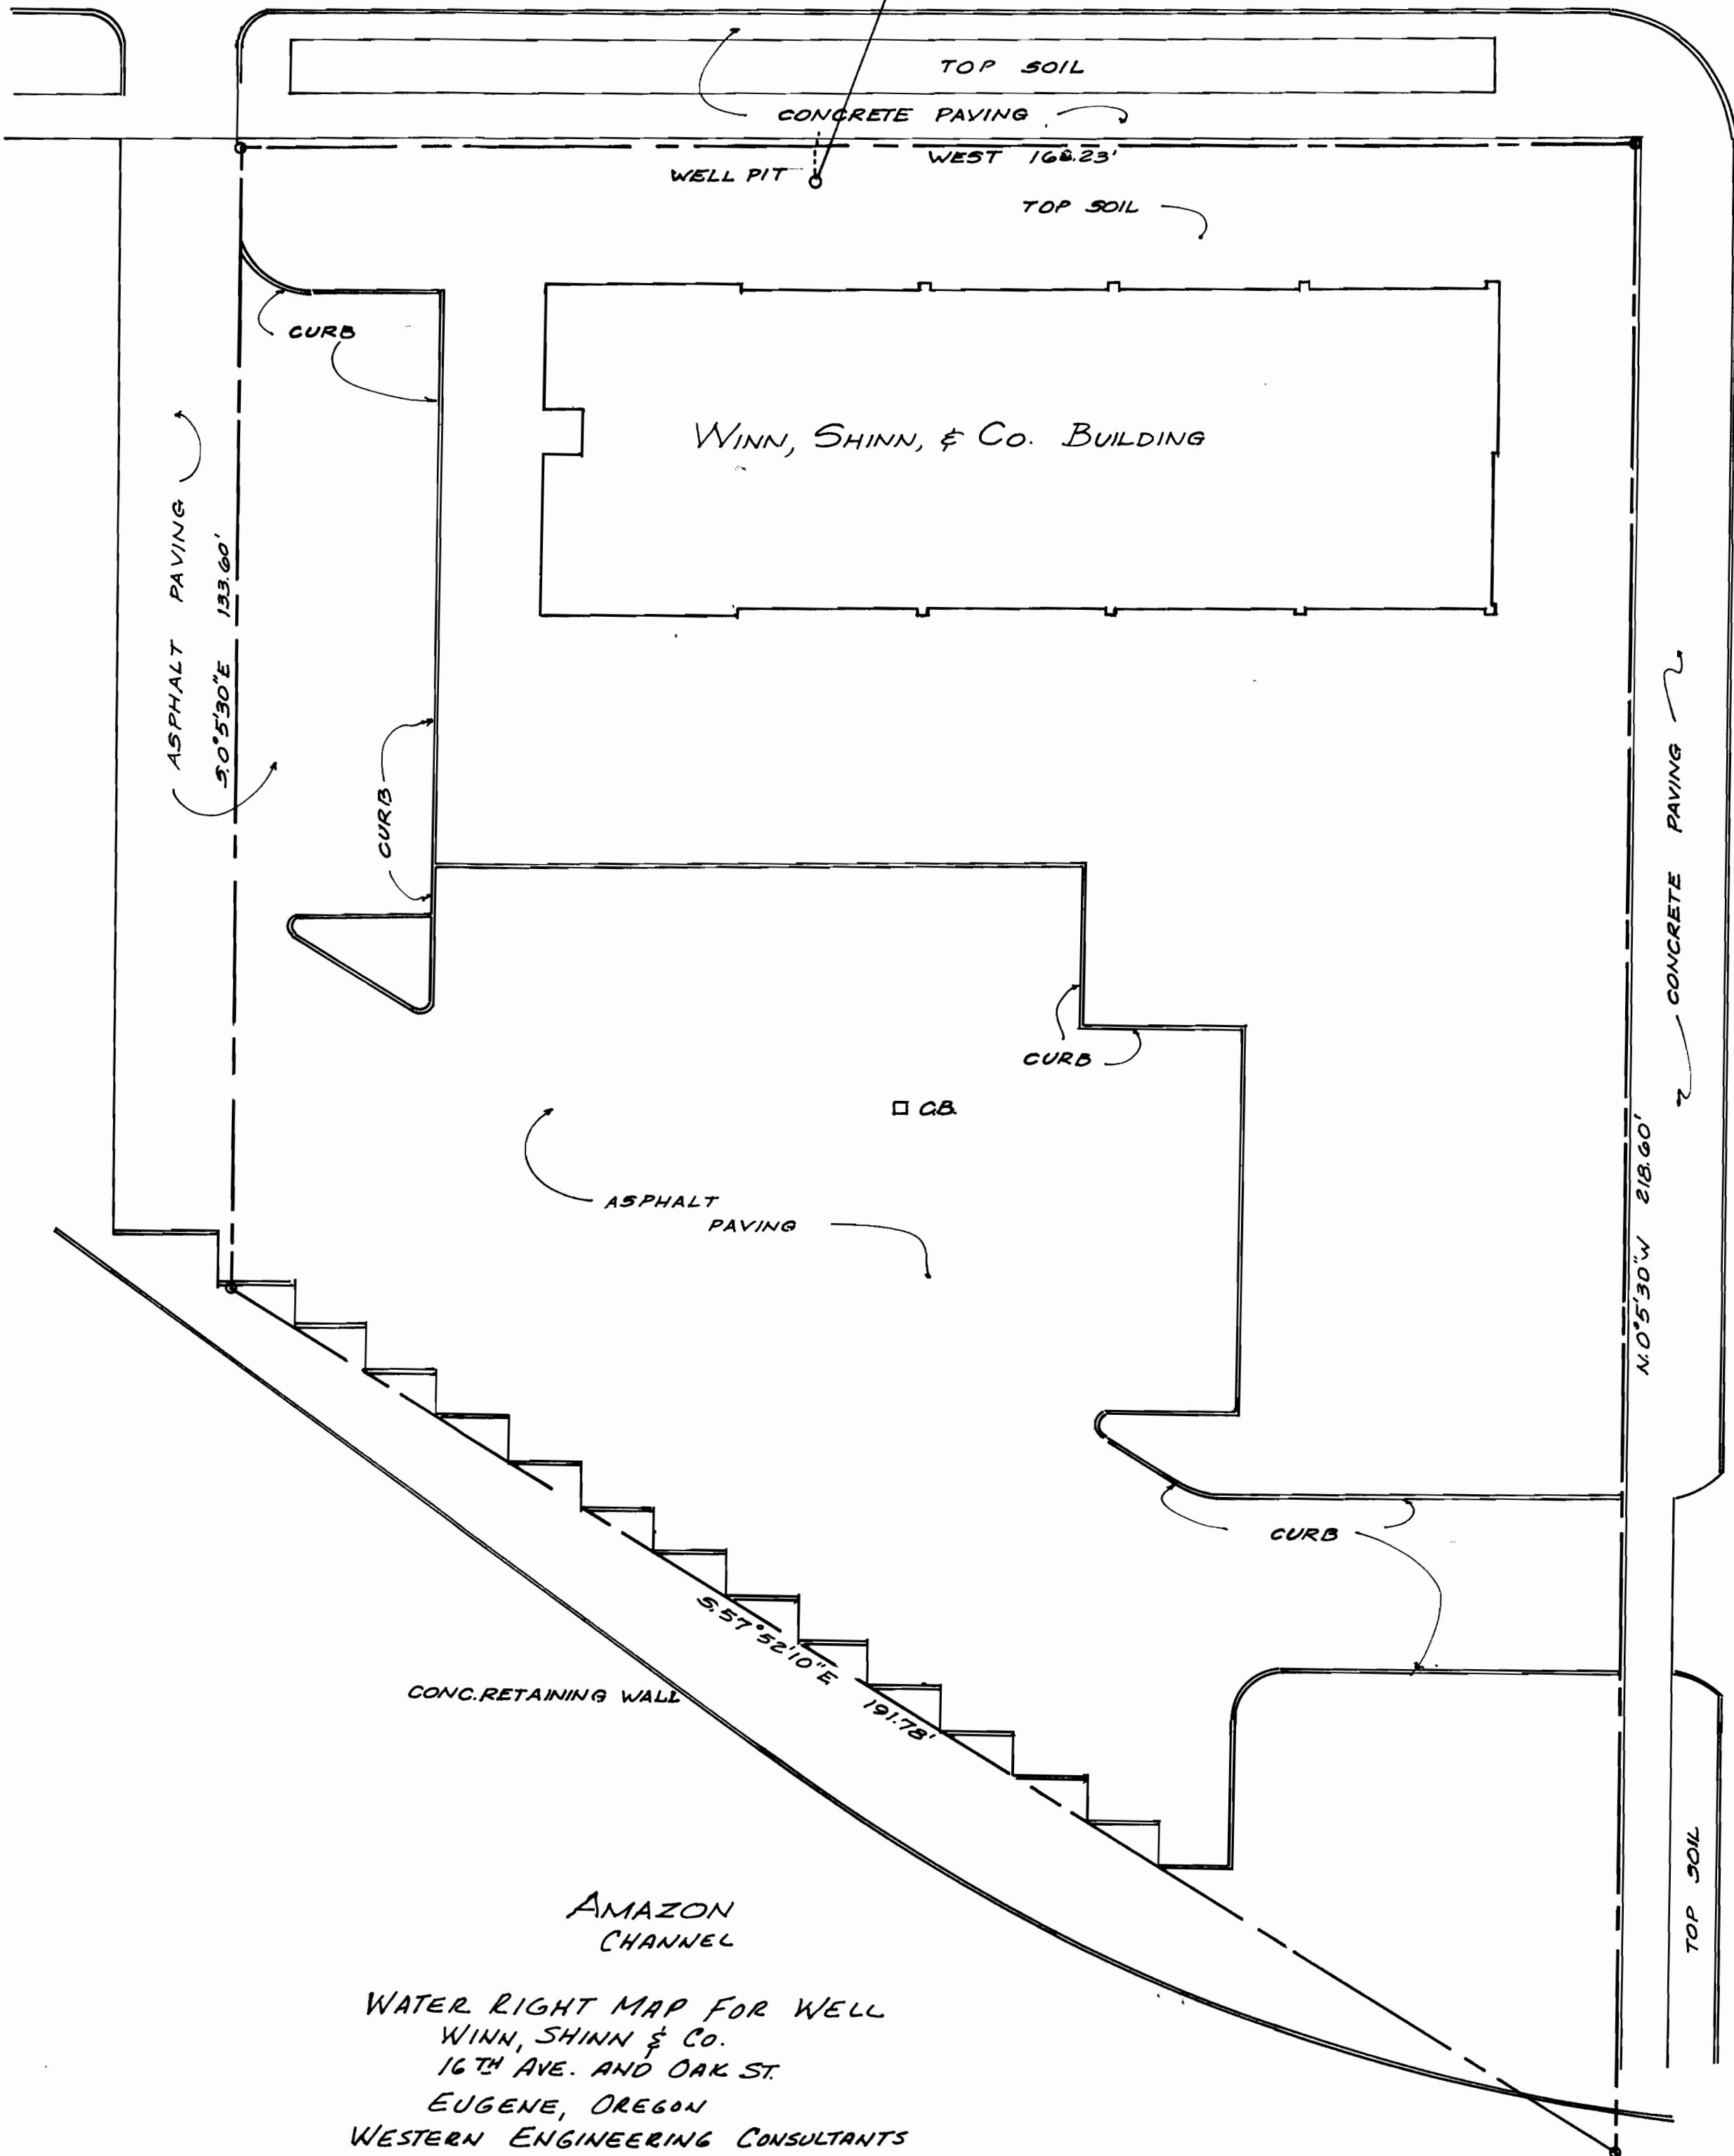 TOP SOIL
CONCRETE PAVING
WEST 168.23'
WELL PIT
TOP SOIL
CURB
WINN, SHINN, & CO. BUILDING
ASPHALT PAVING
S.0°5'30"E 133.60'
CURB
CONCRETE PAVING
CURB
C.B.
ASPHALT
PAVING
N.0°5'30"W 218.60'
CURB
S.57°52'10"E 191.78'
CONC. RETAINING WALL
TOP SOIL
AMAZON
CHANNEL
WATER RIGHT MAP FOR WELL
WINN, SHINN & CO.
16TH AVE. AND OAK ST.
EUGENE, OREGON
WESTERN ENGINEERING CONSULTANTS